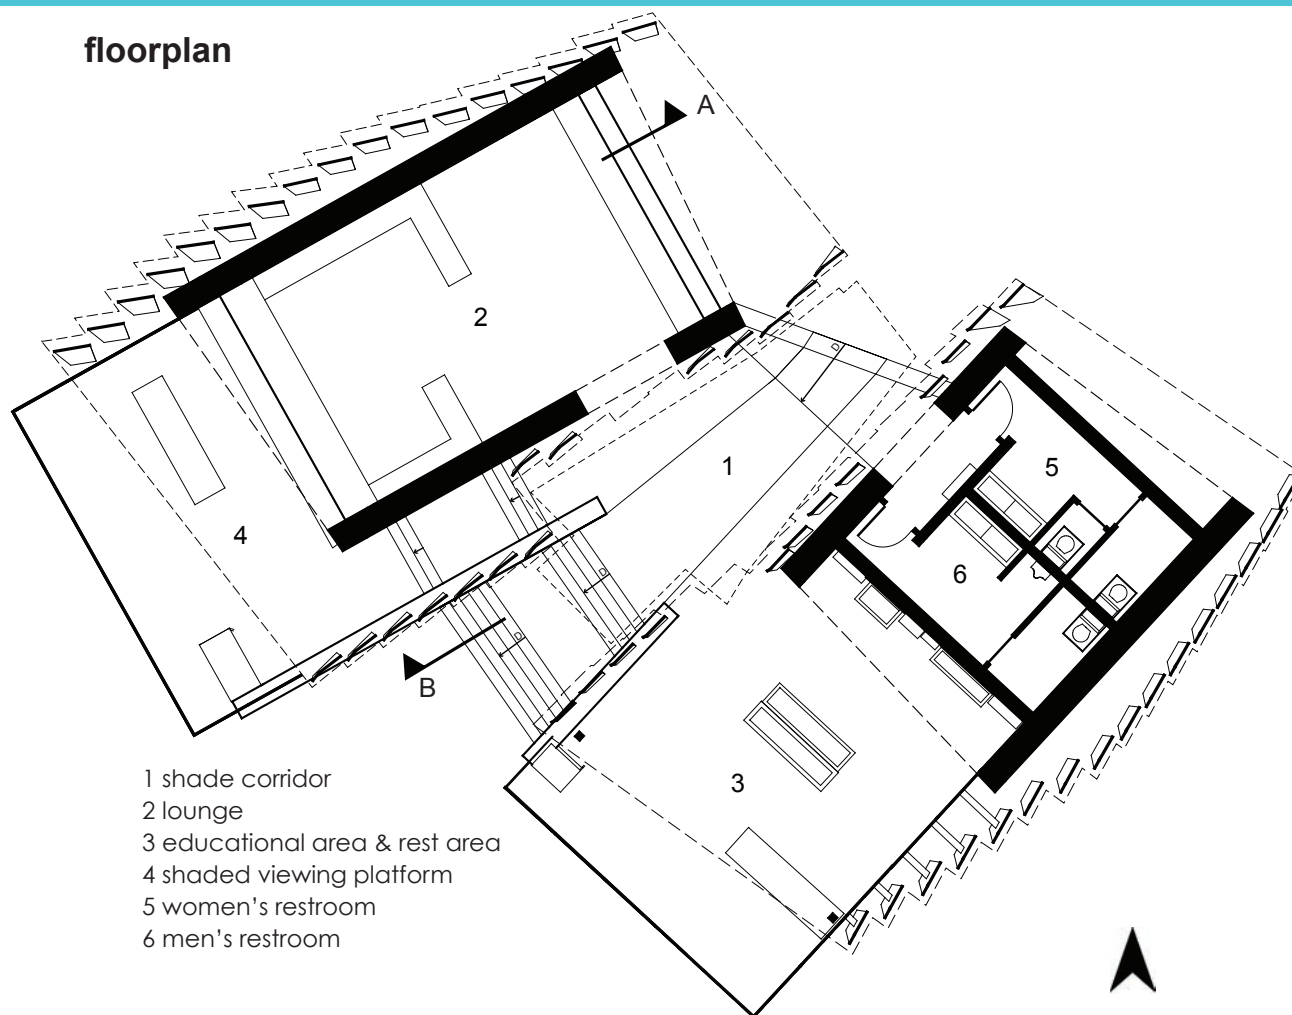 floorplan
A
2
D
1
5
4
6
D
D
B
3
1 shade corridor
2 lounge
3 educational area & rest area
4 shaded viewing platform
5 women's restroom
6 men's restroom